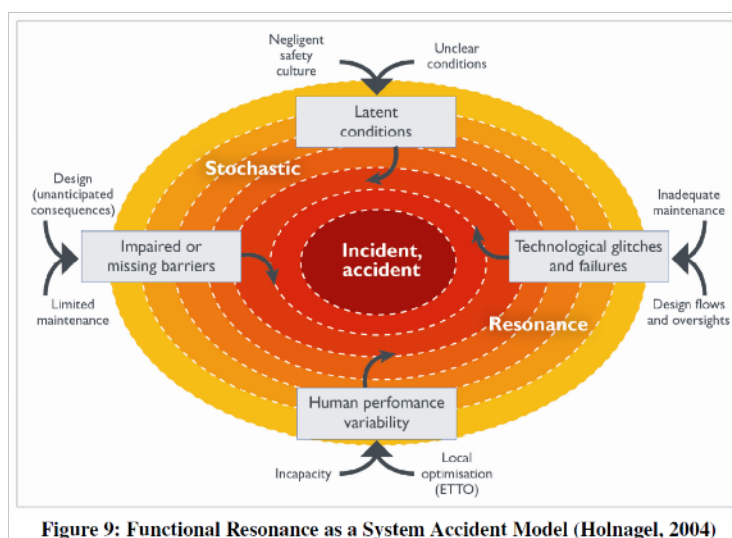 Negligent
safety
culture
Unclear
conditions
Latent
conditions
Stochastic
Design
(unanticipated
consequences)
Impaired or
missing barriers
Limited
maintenance
Incident,
accident
Inadequate
maintenance
Technological glitches
and failures
Design flows
and oversights
Resonance
Human perfomance
variability
Incapacity
Local
optimisation
(ETTO)
Figure 9: Functional Resonance as a System Accident Model (Holnagel, 2004)